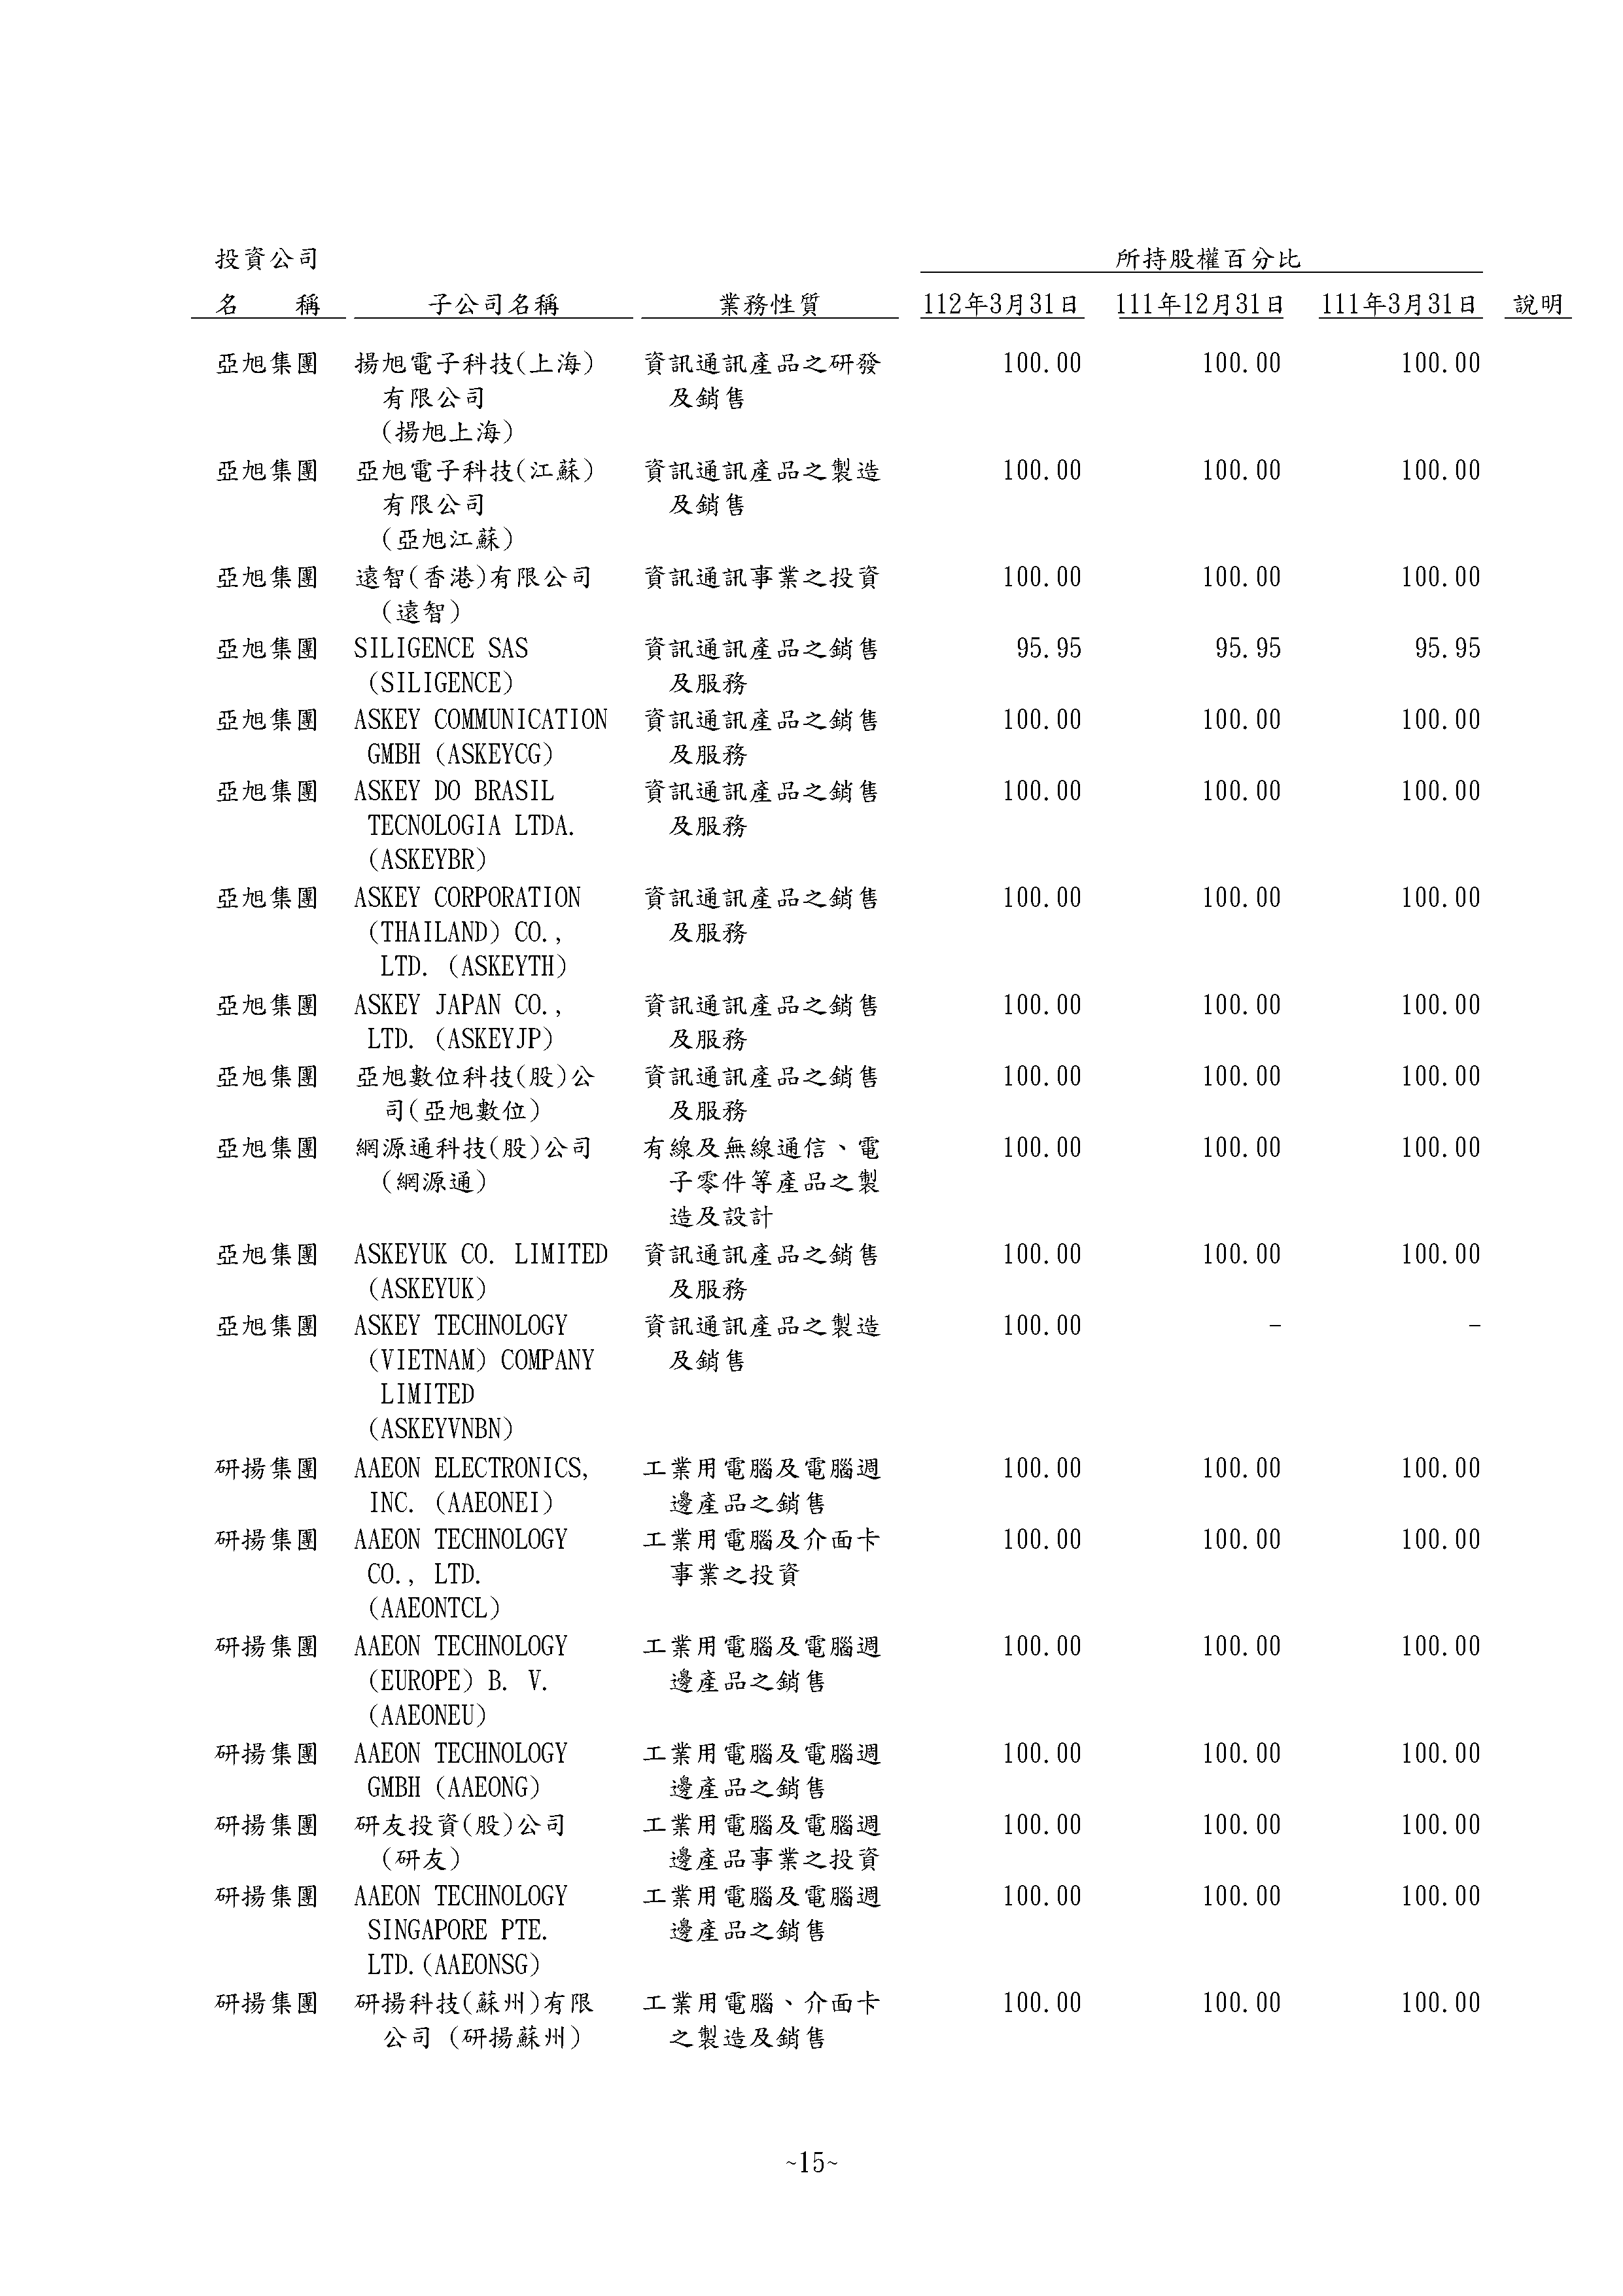 投資公司 所持股權百分比
名　　稱 子公司名稱 業務性質 112年3月31日 111年12月31日 111年3月31日 說明
亞旭集團 揚旭電子科技(上海) 資訊通訊產品之研發 100.00 100.00 100.00
有限公司 及銷售
(揚旭上海)
亞旭集團 亞旭電子科技(江蘇) 資訊通訊產品之製造 100.00 100.00 100.00
有限公司 及銷售
(亞旭江蘇)
亞旭集團 遠智(香港)有限公司 資訊通訊事業之投資 100.00 100.00 100.00
(遠智)
亞旭集團 SILIGENCE SAS 資訊通訊產品之銷售 95.95 95.95 95.95
(SILIGENCE) 及服務
亞旭集團 ASKEY COMMUNICATION 資訊通訊產品之銷售 100.00 100.00 100.00
GMBH (ASKEYCG) 及服務
亞旭集團 ASKEY DO BRASIL 資訊通訊產品之銷售 100.00 100.00 100.00
TECNOLOGIA LTDA. 及服務
(ASKEYBR)
亞旭集團 ASKEY CORPORATION 資訊通訊產品之銷售 100.00 100.00 100.00
(THAILAND) CO., 及服務
LTD. (ASKEYTH)
亞旭集團 ASKEY JAPAN CO., 資訊通訊產品之銷售 100.00 100.00 100.00
LTD. (ASKEYJP) 及服務
亞旭集團 亞旭數位科技(股)公 資訊通訊產品之銷售 100.00 100.00 100.00
司(亞旭數位) 及服務
亞旭集團 網源通科技(股)公司 有線及無線通信、電 100.00 100.00 100.00
(網源通) 子零件等產品之製
造及設計
亞旭集團 ASKEYUK CO. LIMITED 資訊通訊產品之銷售 100.00 100.00 100.00
(ASKEYUK) 及服務
亞旭集團 ASKEY TECHNOLOGY 資訊通訊產品之製造 100.00 - -
(VIETNAM) COMPANY 及銷售
LIMITED
(ASKEYVNBN)
研揚集團 AAEON ELECTRONICS, 工業用電腦及電腦週 100.00 100.00 100.00
INC. (AAEONEI) 邊產品之銷售
研揚集團 AAEON TECHNOLOGY 工業用電腦及介面卡 100.00 100.00 100.00
CO., LTD. 事業之投資
(AAEONTCL)
研揚集團 AAEON TECHNOLOGY 工業用電腦及電腦週 100.00 100.00 100.00
(EUROPE) B. V. 邊產品之銷售
(AAEONEU)
研揚集團 AAEON TECHNOLOGY 工業用電腦及電腦週 100.00 100.00 100.00
GMBH (AAEONG) 邊產品之銷售
研揚集團 研友投資(股)公司 工業用電腦及電腦週 100.00 100.00 100.00
(研友) 邊產品事業之投資
研揚集團 AAEON TECHNOLOGY 工業用電腦及電腦週 100.00 100.00 100.00
SINGAPORE PTE. 邊產品之銷售
LTD.(AAEONSG)
研揚集團 研揚科技(蘇州)有限 工業用電腦、介面卡 100.00 100.00 100.00
公司 (研揚蘇州) 之製造及銷售
~15~